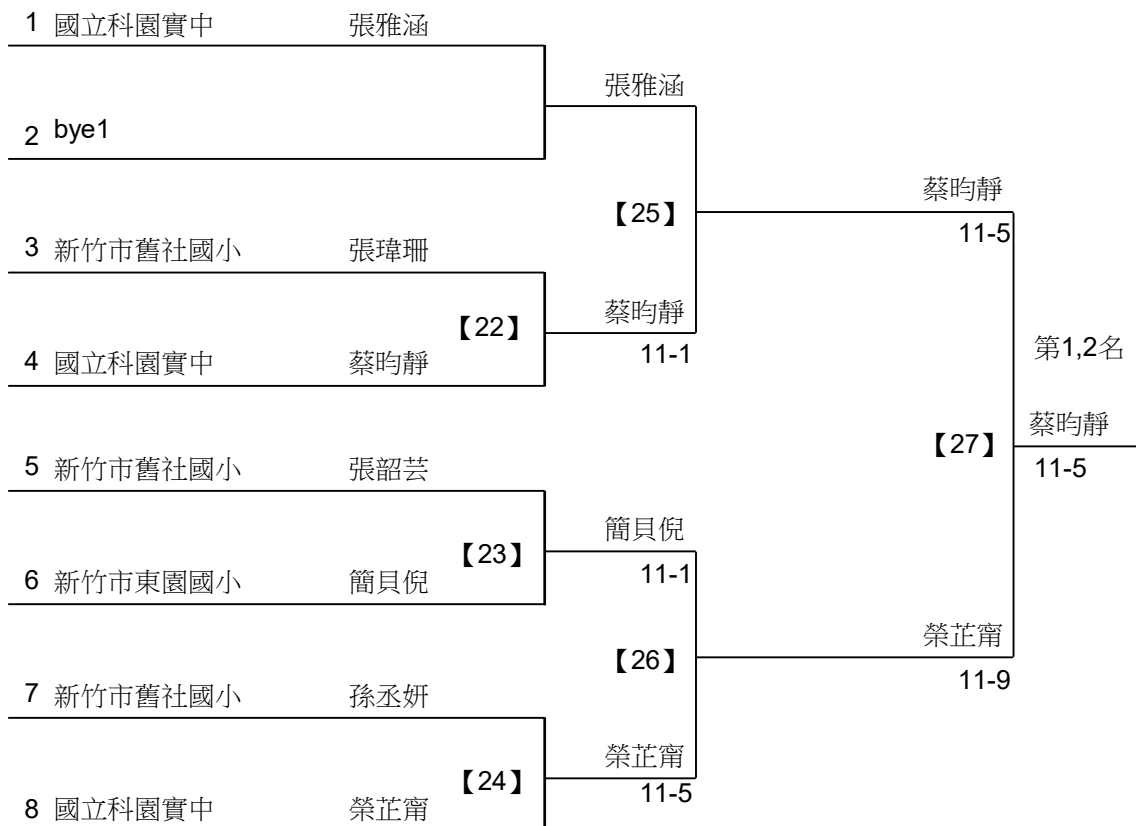 1 國立科園實中 張雅涵
張雅涵
2 bye1
【25】 蔡昀靜
11-5
3 新竹市舊社國小 張瑋珊
【22】 蔡昀靜
11-1
4 國立科園實中 蔡昀靜
第1,2名
【27】 蔡昀靜
11-5
5 新竹市舊社國小 張韶芸
【23】 簡貝倪
11-1
6 新竹市東園國小 簡貝倪
【26】 榮芷甯
11-9
7 新竹市舊社國小 孫丞妍
【24】 榮芷甯
11-5
8 國立科園實中 榮芷甯